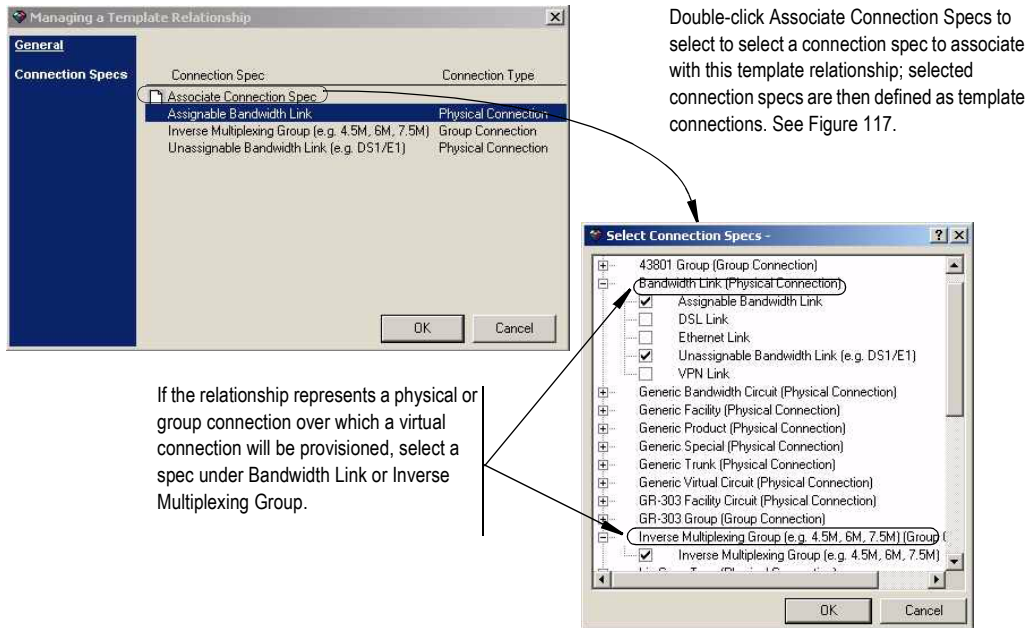 Managing a Template Relationship
General
Connection Specs
Connection Spec Connection Type
Associate Connection Spec
Assignable Bandwidth Link Physical Connection
Inverse Multiplexing Group (e.g. 4.5M, 6M, 7.5M) Group Connection
Unassignable Bandwidth Link (e.g. DS1/E1) Physical Connection
OK Cancel
Double-click Associate Connection Specs to
select to select a connection spec to associate
with this template relationship; selected
connection specs are then defined as template
connections. See Figure 117.
If the relationship represents a physical or
group connection over which a virtual
connection will be provisioned, select a
spec under Bandwidth Link or Inverse
Multiplexing Group.
Select Connection Specs -
43801 Group (Group Connection)
Bandwidth Link (Physical Connection)
Assignable Bandwidth Link
DSL Link
Ethernet Link
Unassignable Bandwidth Link (e.g. DS1/E1)
VPN Link
Generic Bandwidth Circuit (Physical Connection)
Generic Facility (Physical Connection)
Generic Product (Physical Connection)
Generic Special (Physical Connection)
Generic Trunk (Physical Connection)
Generic Virtual Circuit (Physical Connection)
GR-303 Facility Circuit (Physical Connection)
GR-303 Group (Group Connection)
Inverse Multiplexing Group (e.g. 4.5M, 6M, 7.5M) (Group
Inverse Multiplexing Group (e.g. 4.5M, 6M, 7.5M)
OK Cancel